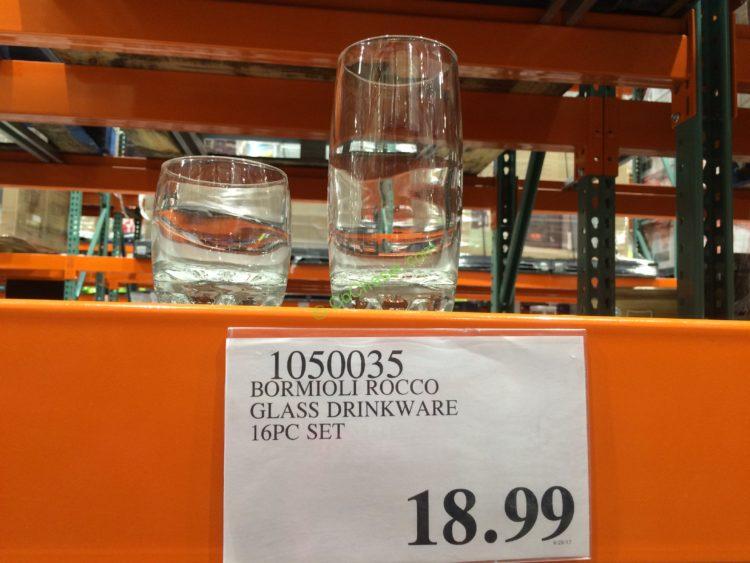 1050035
BORMIOLI ROCCO
GLASS DRINKWARE
16PC SET
18.99